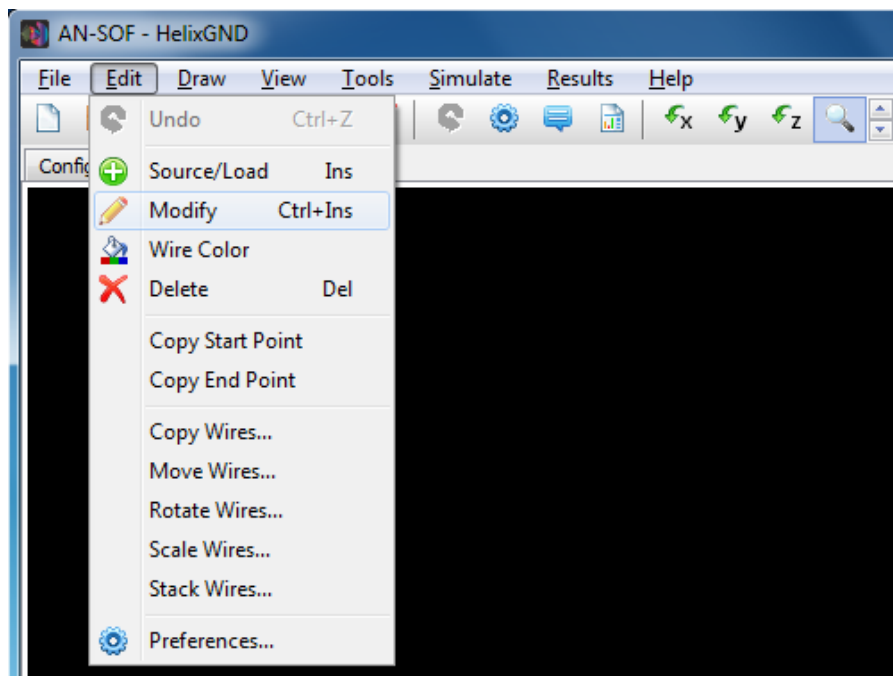 AN-SOF - HelixGND
File Edit Draw View Tools Simulate Results Help
x y z
Undo Ctrl+Z
Source/Load Ins
Modify Ctrl+Ins
Wire Color
Delete Del
Copy Start Point
Copy End Point
Copy Wires...
Move Wires...
Rotate Wires...
Scale Wires...
Stack Wires...
Preferences...